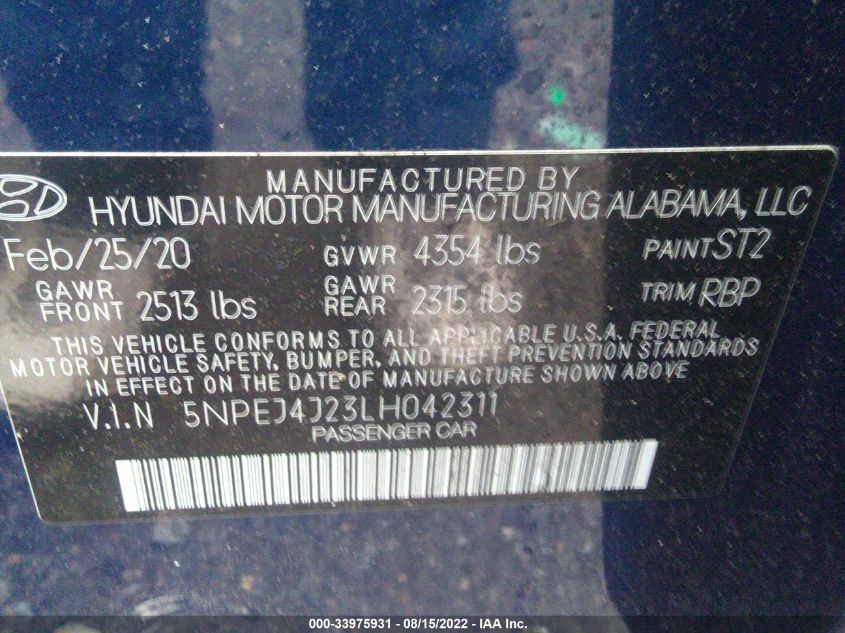 MANUFACTURED BY
HYUNDAI MOTOR MANUFACTURING ALABAMA, LLC
Feb/25/20 GVWR 4354 lbs PAINT ST2
GAWR FRONT 2513 lbs GAWR REAR 2315 lbs TRIM RBP
THIS VEHICLE CONFORMS TO ALL APPLICABLE U.S.A. FEDERAL
MOTOR VEHICLE SAFETY, BUMPER, AND THEFT PREVENTION STANDARDS
IN EFFECT ON THE DATE OF MANUFACTURE SHOWN ABOVE
V.I.N 5NPEJ4J23LH042311
PASSENGER CAR
000-33975931 - 08/15/2022 - IAA Inc.